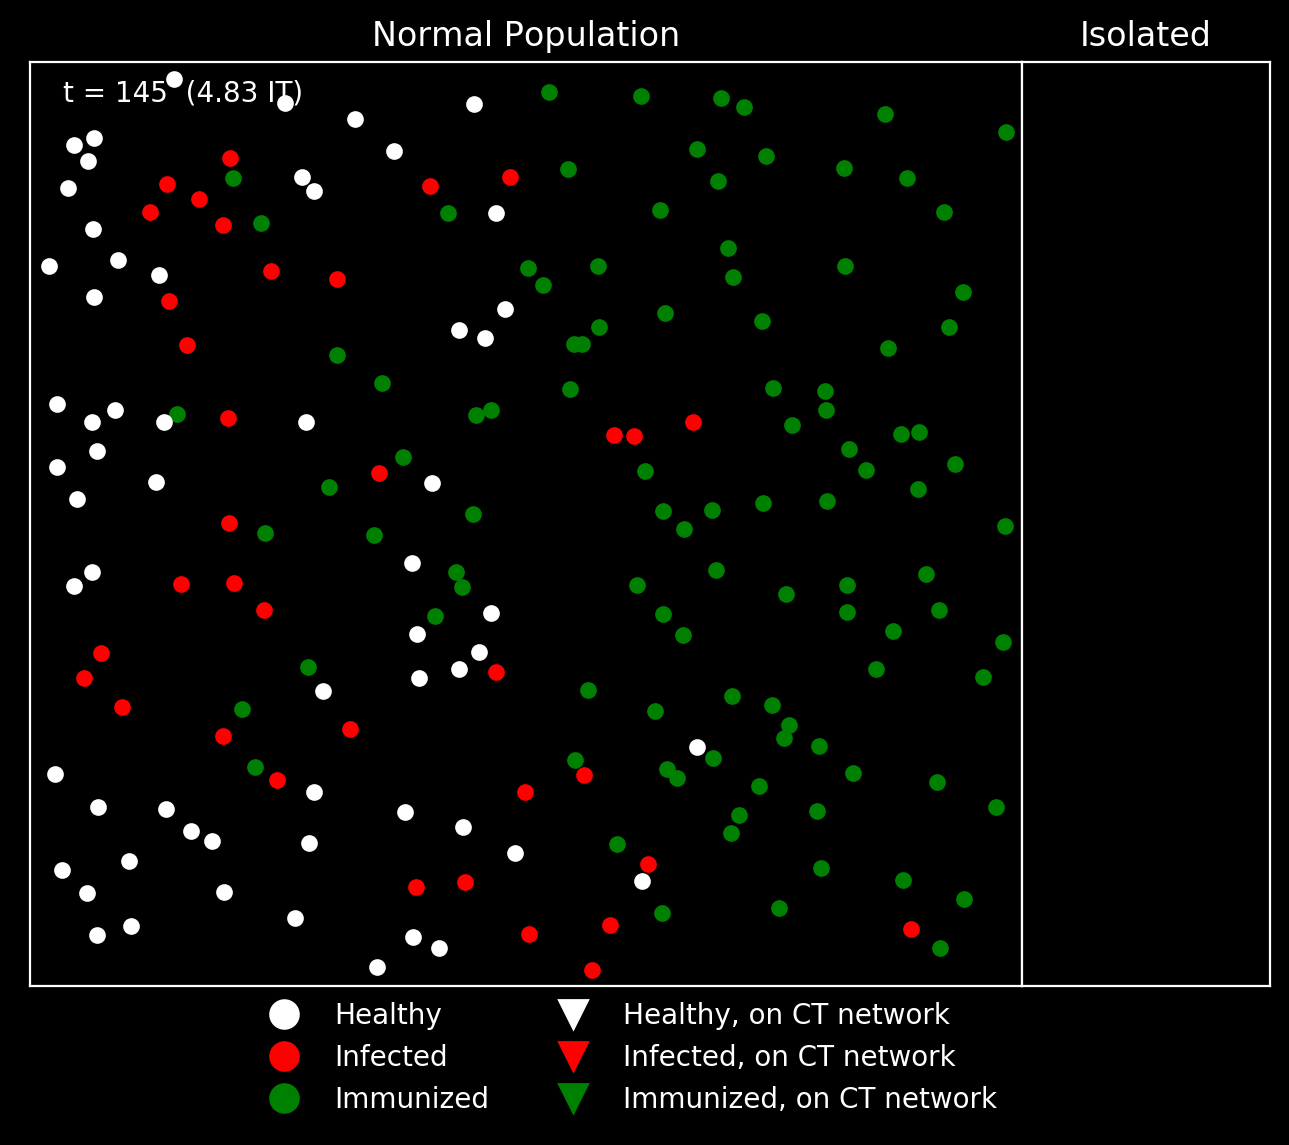 Normal Population
Isolated
t = 145 (4.83 IT)
Healthy
Infected
Immunized
Healthy, on CT network
Infected, on CT network
Immunized, on CT network